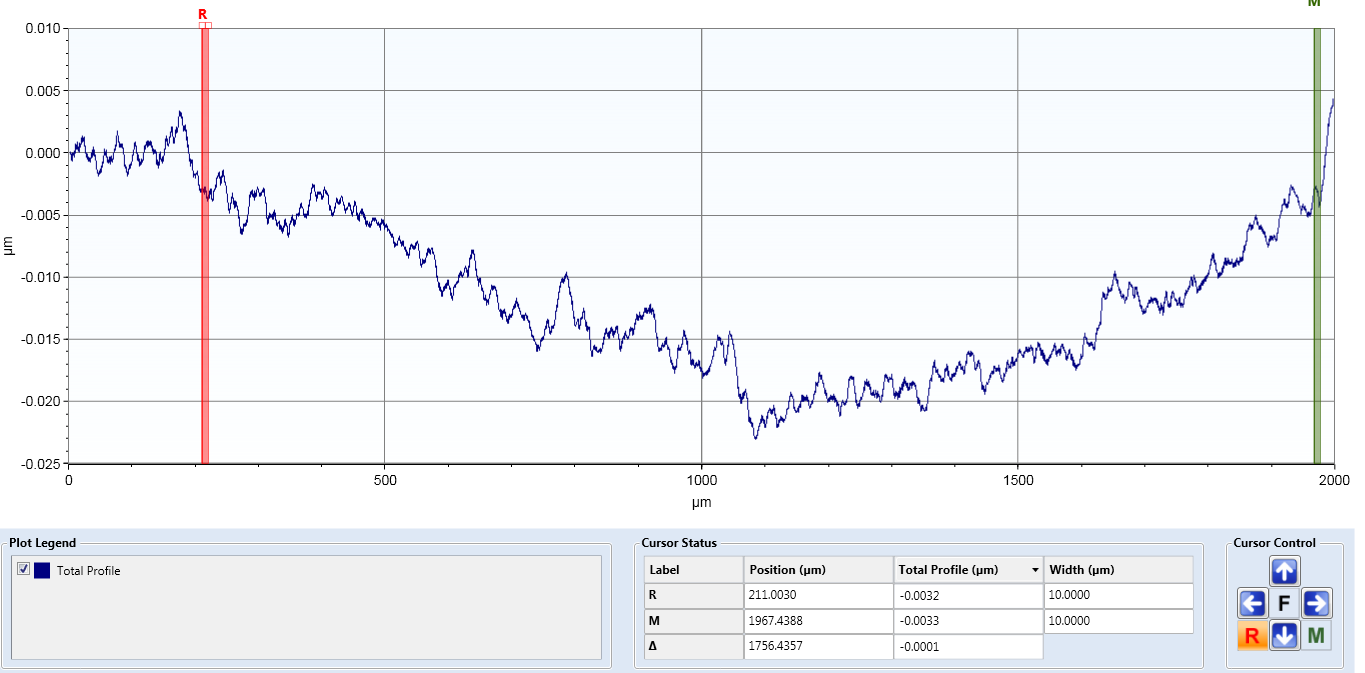 R
M
0.010
0.005
0.000
-0.005
-0.010
-0.015
-0.020
-0.025
µm
0 500 1000 1500 2000
µm
Plot Legend
Total Profile
Cursor Status
Label Position (µm) Total Profile (µm) Width (µm)
R 211.0030 -0.0032 10.0000
M 1967.4388 -0.0033 10.0000
Δ 1756.4357 -0.0001
Cursor Control
F
R M